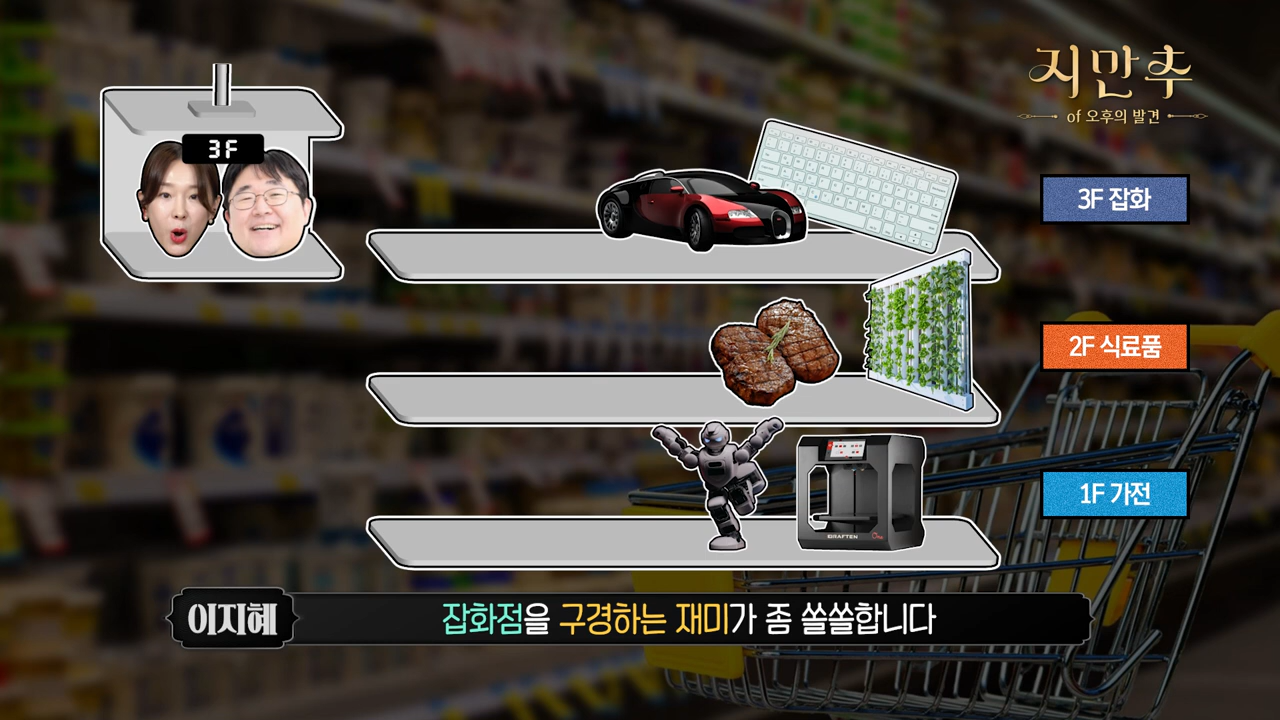 지만추
of 오후의 발견
3F
3F 잡화
2F 식료품
1F 가전
이지혜
잡화점을 구경하는 재미가 좀 쏠쏠합니다